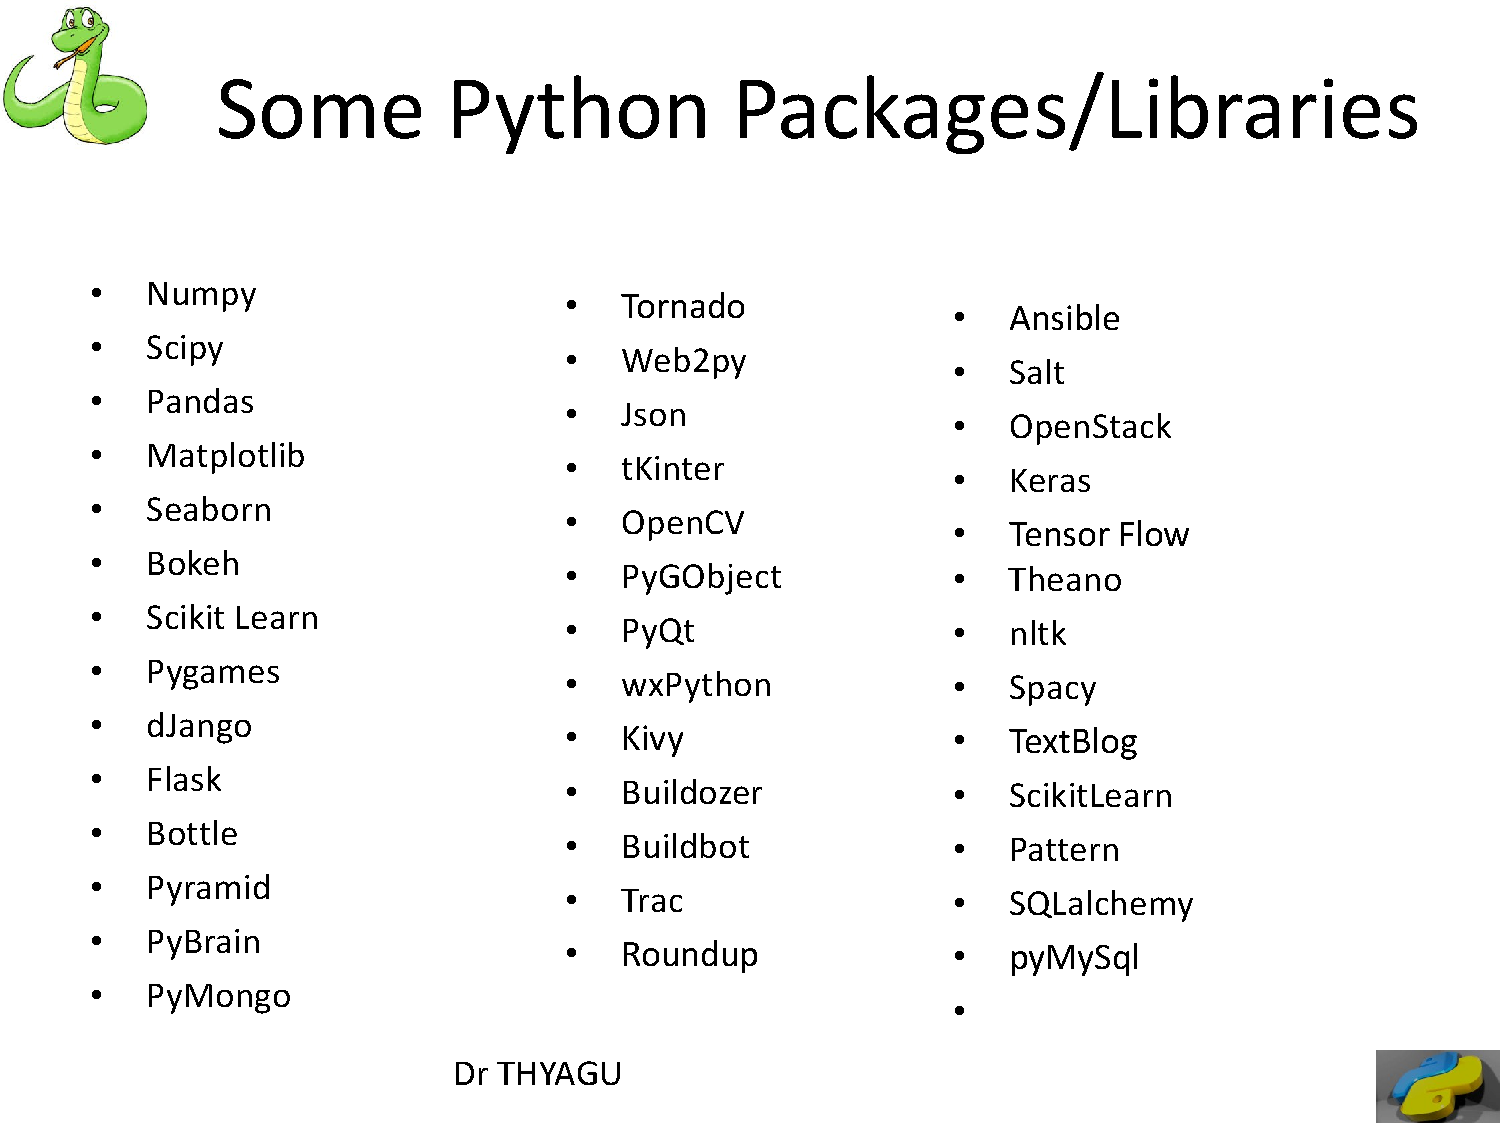 Some Python Packages/Libraries
• Numpy
• Scipy
• Pandas
• Matplotlib
• Seaborn
• Bokeh
• Scikit Learn
• Pygames
• dJango
• Flask
• Bottle
• Pyramid
• PyBrain
• PyMongo
• Tornado
• Web2py
• Json
• tKinter
• OpenCV
• PyGObject
• PyQt
• wxPython
• Kivy
• Buildozer
• Buildbot
• Trac
• Roundup
• Ansible
• Salt
• OpenStack
• Keras
• Tensor Flow
• Theano
• nltk
• Spacy
• TextBlog
• ScikitLearn
• Pattern
• SQLalchemy
• pyMySql
•
Dr THYAGU